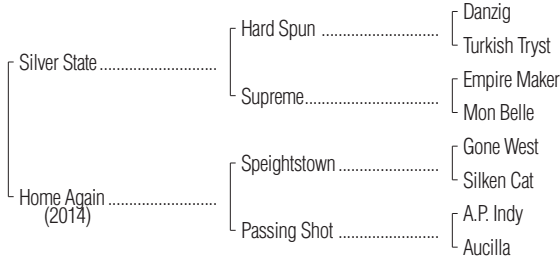 Danzig
Hard Spun
Turkish Tryst
Silver State
Empire Maker
Supreme
Mon Belle
Gone West
Speightstown
Silken Cat
Home Again
(2014)
A.P. Indy
Passing Shot
Aucilla